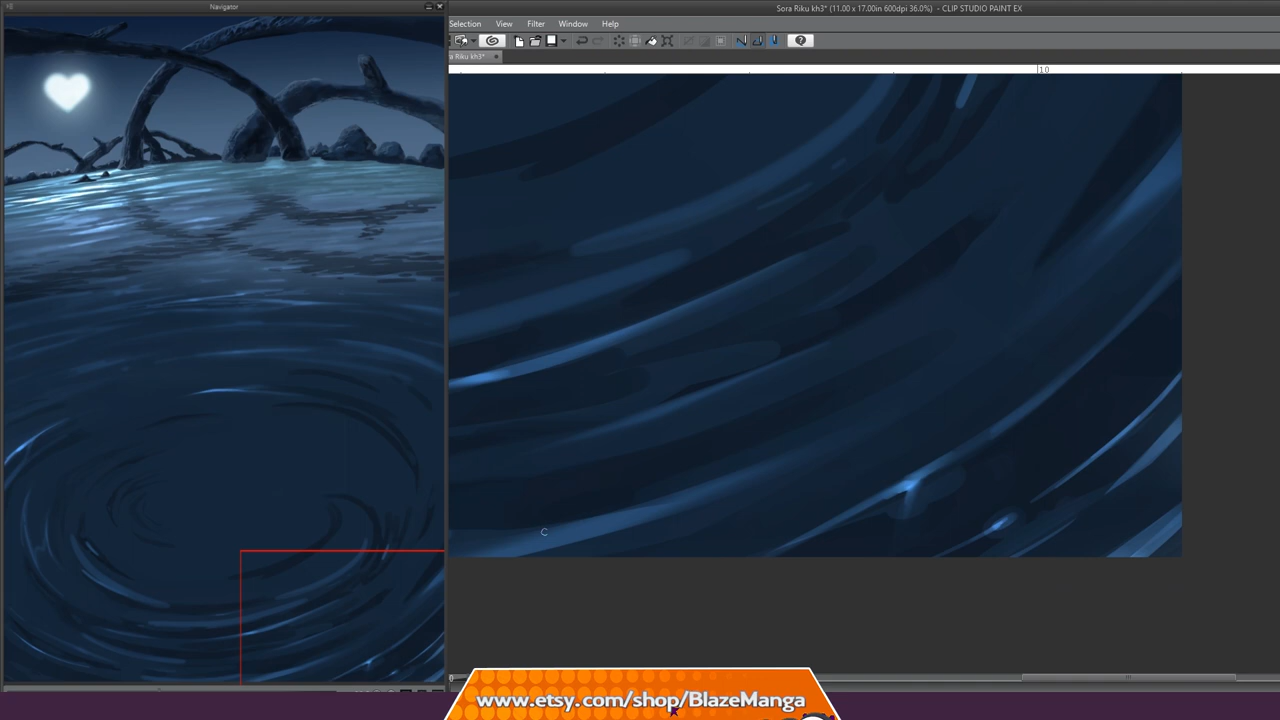 Navigator
Sora Riku kh3* (11.00 x 17.00in 600dpi 36.0%) - CLIP STUDIO PAINT EX
Selection View Filter Window Help
a Riku kh3*
10
www.etsy.com/shop/BlazeManga